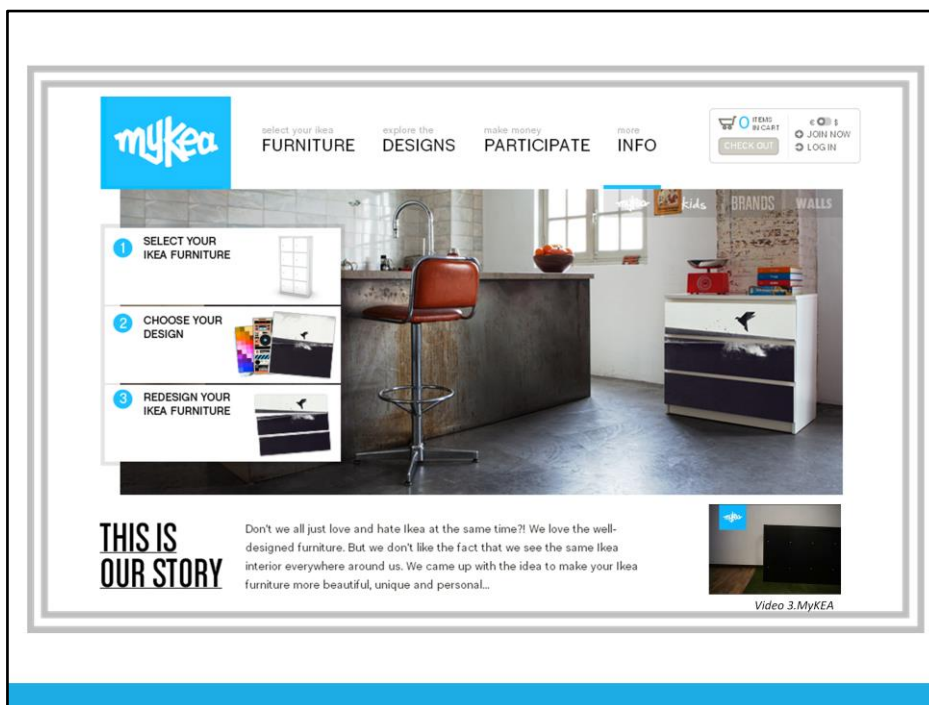 mykea
select your ikea
FURNITURE
explore the
DESIGNS
make money
PARTICIPATE
more
INFO
0 ITEMS
IN CART
CHECK OUT
€ $
JOIN NOW
LOG IN
mykea
kids
BRANDS
WALLS
1 SELECT YOUR
IKEA FURNITURE
2 CHOOSE YOUR
DESIGN
3 REDESIGN YOUR
IKEA FURNITURE
THIS IS
OUR STORY
Don't we all just love and hate Ikea at the same time?! We love the well-
designed furniture. But we don't like the fact that we see the same Ikea
interior everywhere around us. We came up with the idea to make your Ikea
furniture more beautiful, unique and personal...
mykea
Video 3.MyKEA